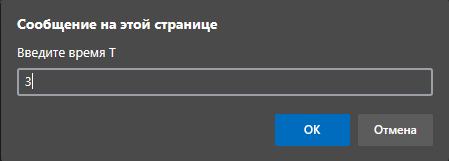 Сообщение на этой странице
Введите время T
3
OK
Отмена